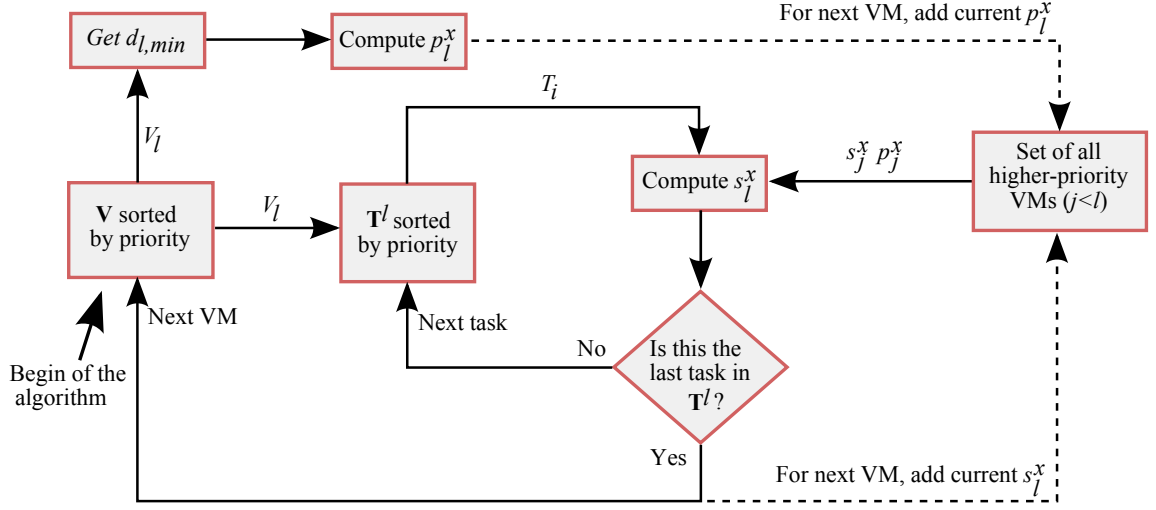 Get d_{l,min}
Compute p_l^x
For next VM, add current p_l^x
T_i
V_l
s_j^x p_j^x
Set of all
higher-priority
VMs (j<l)
Compute s_l^x
V sorted
by priority
V_l
T^l sorted
by priority
Next VM
Next task
No
Is this the
last task in
T^l ?
Begin of the
algorithm
Yes
For next VM, add current s_l^x